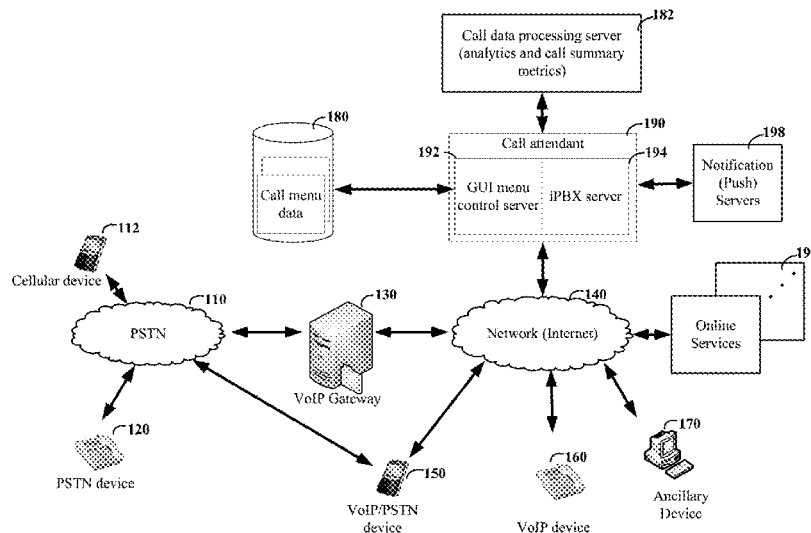 182
Call data processing server
(analytics and call summary
metrics)
180
190
Call attendant
192
194
198
Call menu
data
GUI menu
control server
iPBX server
Notification
(Push)
Servers
112
Cellular device
110
PSTN
130
VoIP Gateway
140
Network (Internet)
19
Online
Services
120
PSTN device
150
VoIP/PSTN
device
160
VoIP device
170
Ancillary
Device